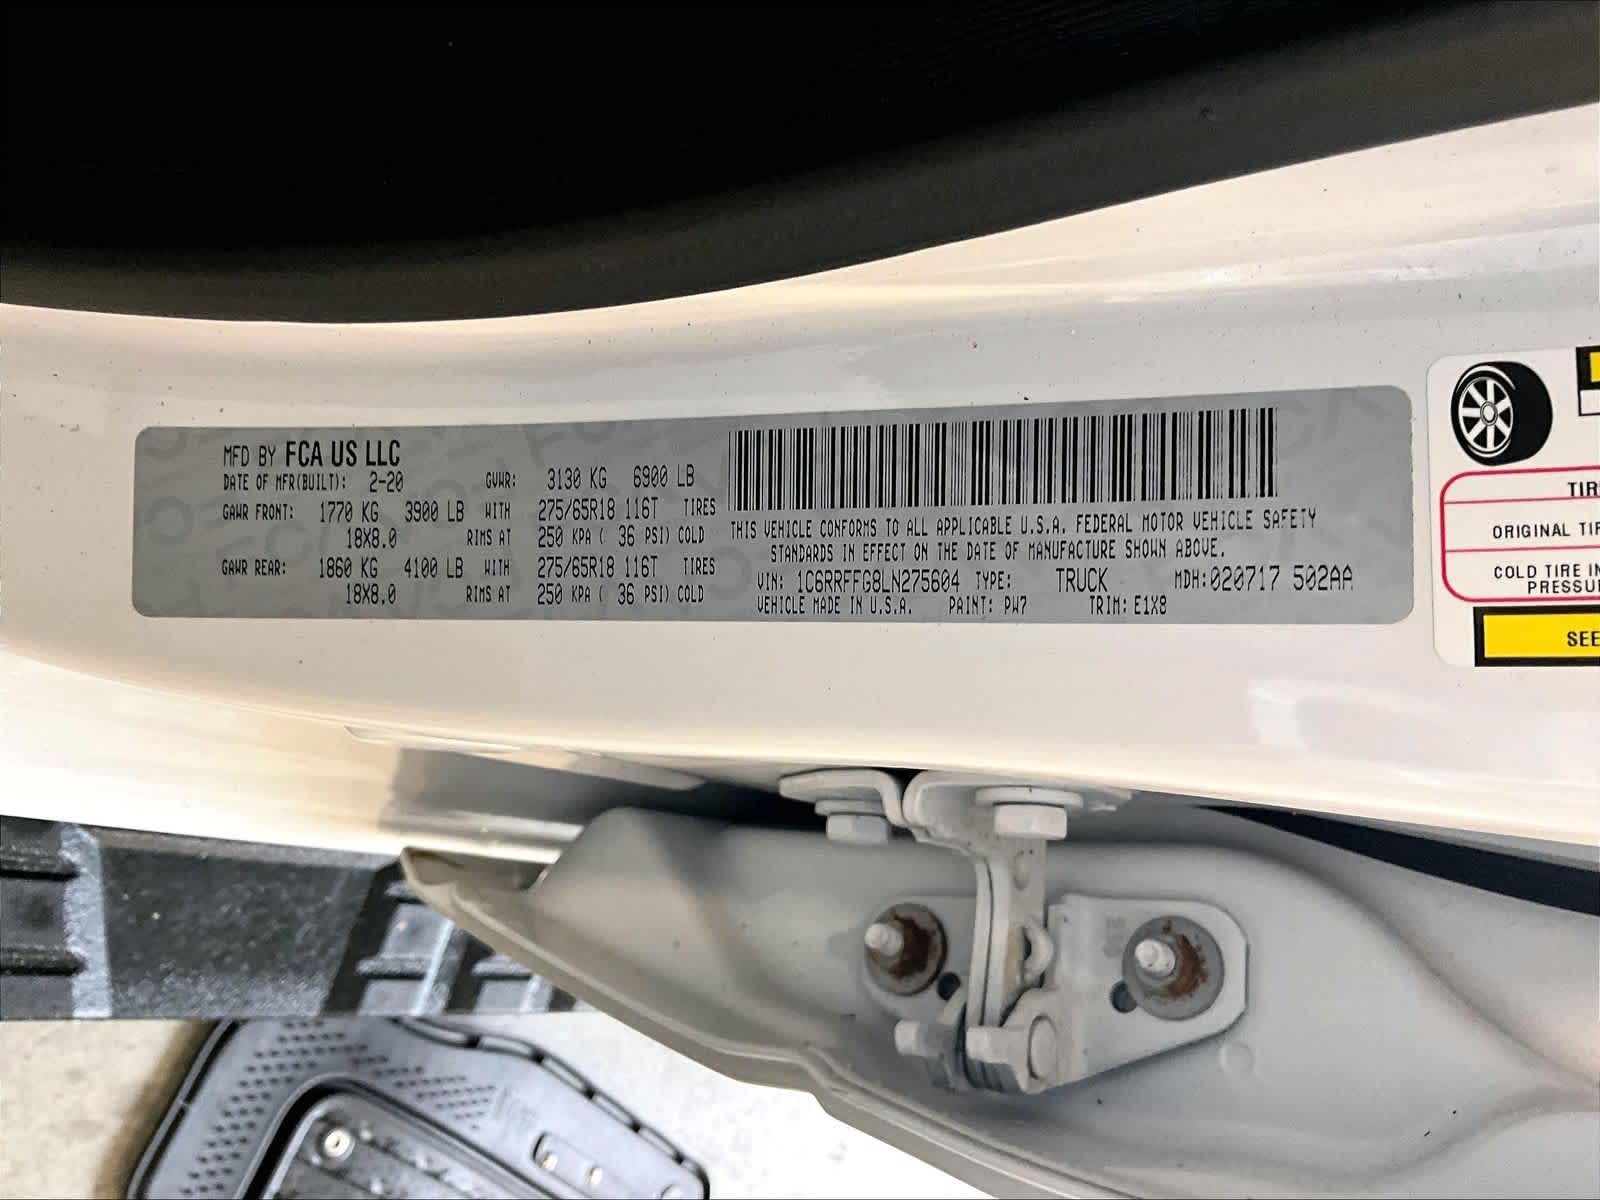 MFD BY FCA US LLC
DATE OF MFR(BUILT): 2-20 GVWR: 3130 KG 6900 LB
GAWR FRONT: 1770 KG 3900 LB WITH 275/65R18 116T TIRES
18X8.0 RIMS AT 250 KPA ( 36 PSI) COLD
GAWR REAR: 1860 KG 4100 LB WITH 275/65R18 116T TIRES
18X8.0 RIMS AT 250 KPA ( 36 PSI) COLD
THIS VEHICLE CONFORMS TO ALL APPLICABLE U.S.A. FEDERAL MOTOR VEHICLE SAFETY
STANDARDS IN EFFECT ON THE DATE OF MANUFACTURE SHOWN ABOVE.
VIN: 1C6RRFFG8LN275604 TYPE: TRUCK MDH:020717 502AA
VEHICLE MADE IN U.S.A. PAINT: PW7 TRIM: E1X8
TIR
ORIGINAL TIR
COLD TIRE IN
PRESSU
SEE